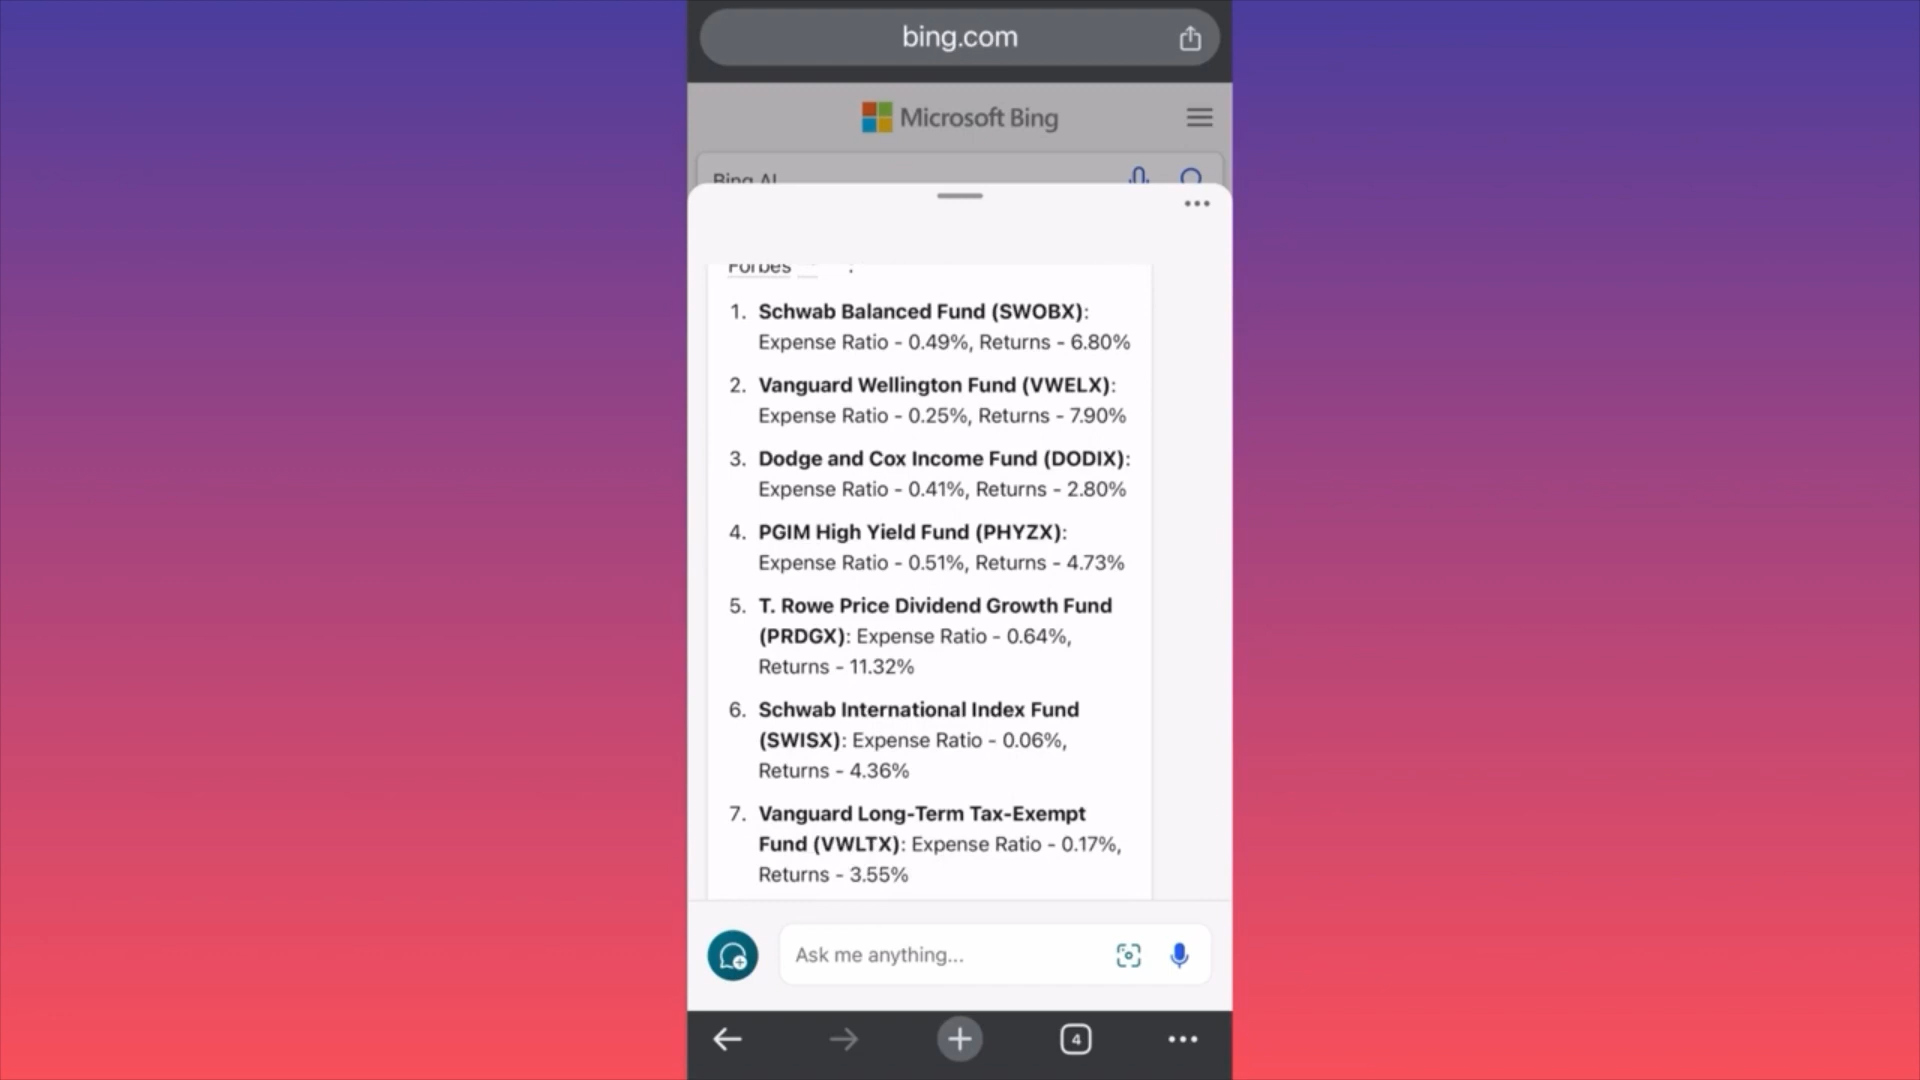 bing.com
Microsoft Bing
Bing AI
Forbes :
1. Schwab Balanced Fund (SWOBX):
Expense Ratio - 0.49%, Returns - 6.80%
2. Vanguard Wellington Fund (VWELX):
Expense Ratio - 0.25%, Returns - 7.90%
3. Dodge and Cox Income Fund (DODIX):
Expense Ratio - 0.41%, Returns - 2.80%
4. PGIM High Yield Fund (PHYZX):
Expense Ratio - 0.51%, Returns - 4.73%
5. T. Rowe Price Dividend Growth Fund
(PRDGX): Expense Ratio - 0.64%,
Returns - 11.32%
6. Schwab International Index Fund
(SWISX): Expense Ratio - 0.06%,
Returns - 4.36%
7. Vanguard Long-Term Tax-Exempt
Fund (VWLTX): Expense Ratio - 0.17%,
Returns - 3.55%
Ask me anything...
4